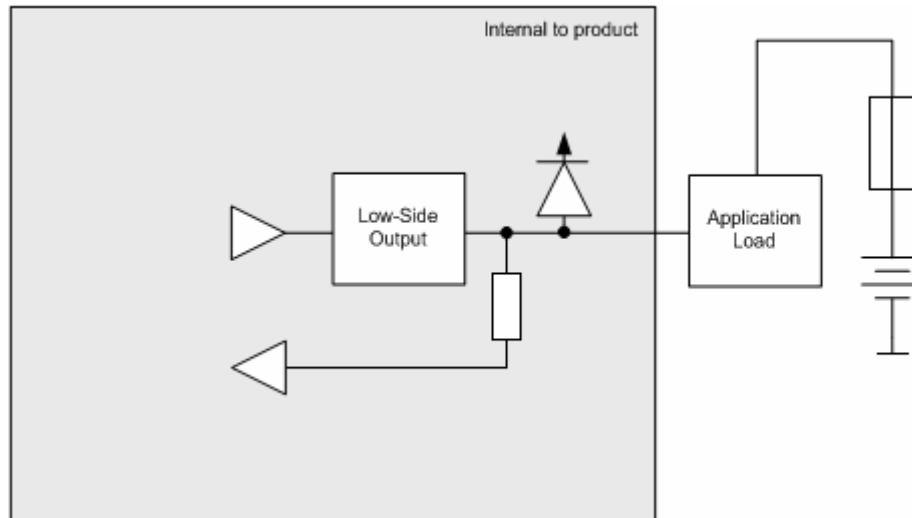 Internal to product
Low-Side
Output
Application
Load